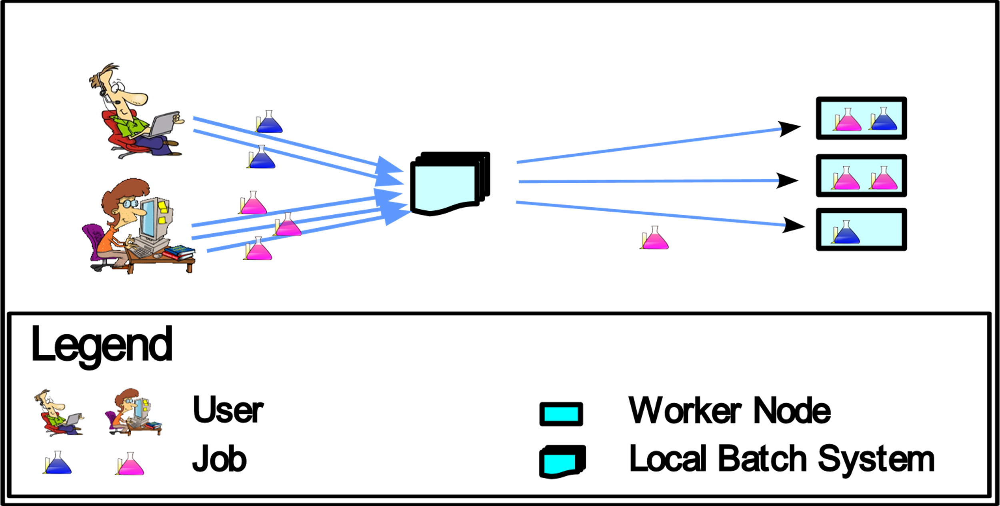 Legend
User
Worker Node
Job
Local Batch System